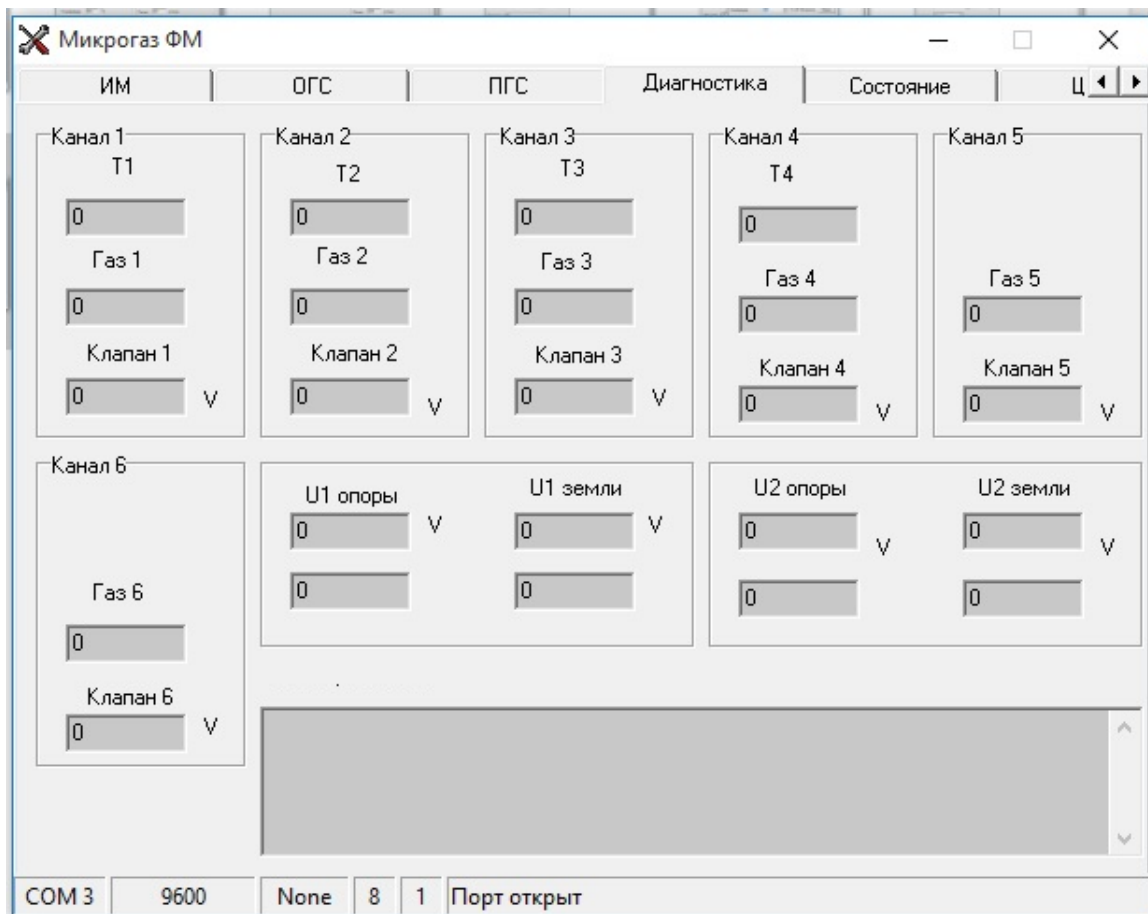 Микрогаз ФМ
ИМ ОГС ПГС Диагностика Состояние Ц
Канал 1 Канал 2 Канал 3 Канал 4 Канал 5
T1 T2 T3 T4
0 0 0 0
Газ 1 Газ 2 Газ 3 Газ 4 Газ 5
0 0 0 0 0
Клапан 1 Клапан 2 Клапан 3 Клапан 4 Клапан 5
0 V 0 V 0 V 0 V 0 V
Канал 6
U1 опоры U1 земли U2 опоры U2 земли
0 V 0 V 0 V 0 V
0 0 0 0
Газ 6
0
Клапан 6
0 V
COM 3 9600 None 8 1 Порт открыт